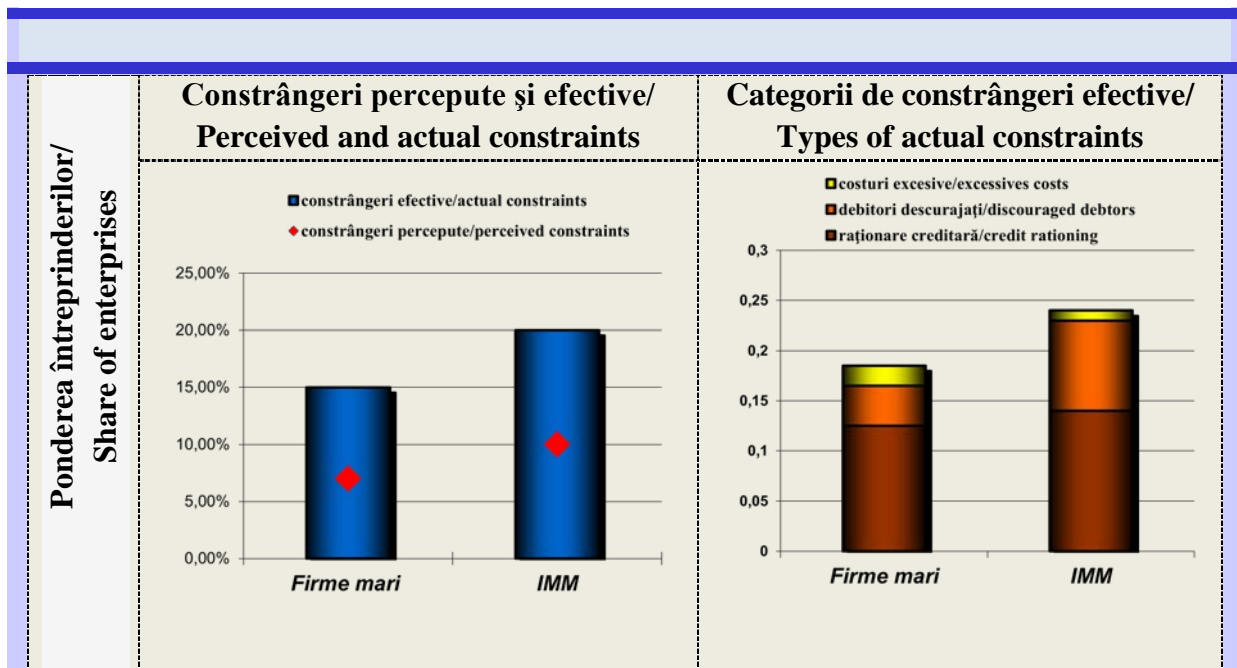 Ponderea întreprinderilor/
Share of enterprises
Constrângeri percepute şi efective/
Perceived and actual constraints
constrângeri efective/actual constraints
constrângeri percepute/perceived constraints
25,00%
20,00%
15,00%
10,00%
5,00%
0,00%
Firme mari
IMM
Categorii de constrângeri efective/
Types of actual constraints
costuri excesive/excessives costs
debitori descurajați/discouraged debtors
raționare creditară/credit rationing
0,3
0,25
0,2
0,15
0,1
0,05
0
Firme mari
IMM